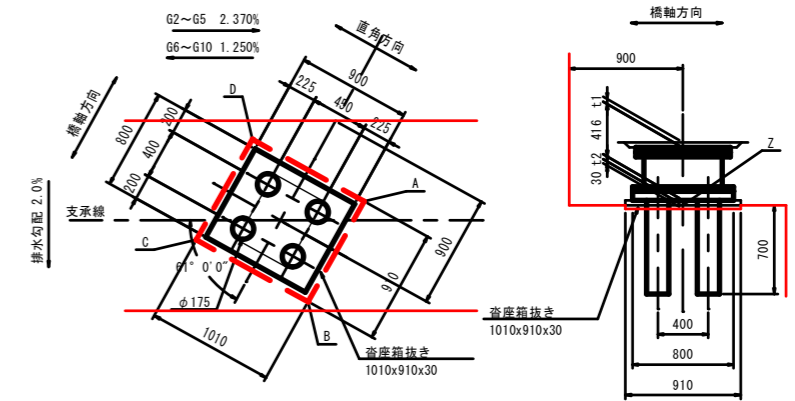 G2～G5 2.370%
G6～G10 1.250%
直角方向
橋軸方向
排水勾配 2.0%
支承線
900
225
450
225
800
200
400
200
D
A
C
B
61° 0'0"
φ175
1010
910
900
沓座箱抜き
1010x910x30
橋軸方向
900
t1
416
t2
30
Z
700
沓座箱抜き
1010x910x30
400
800
910